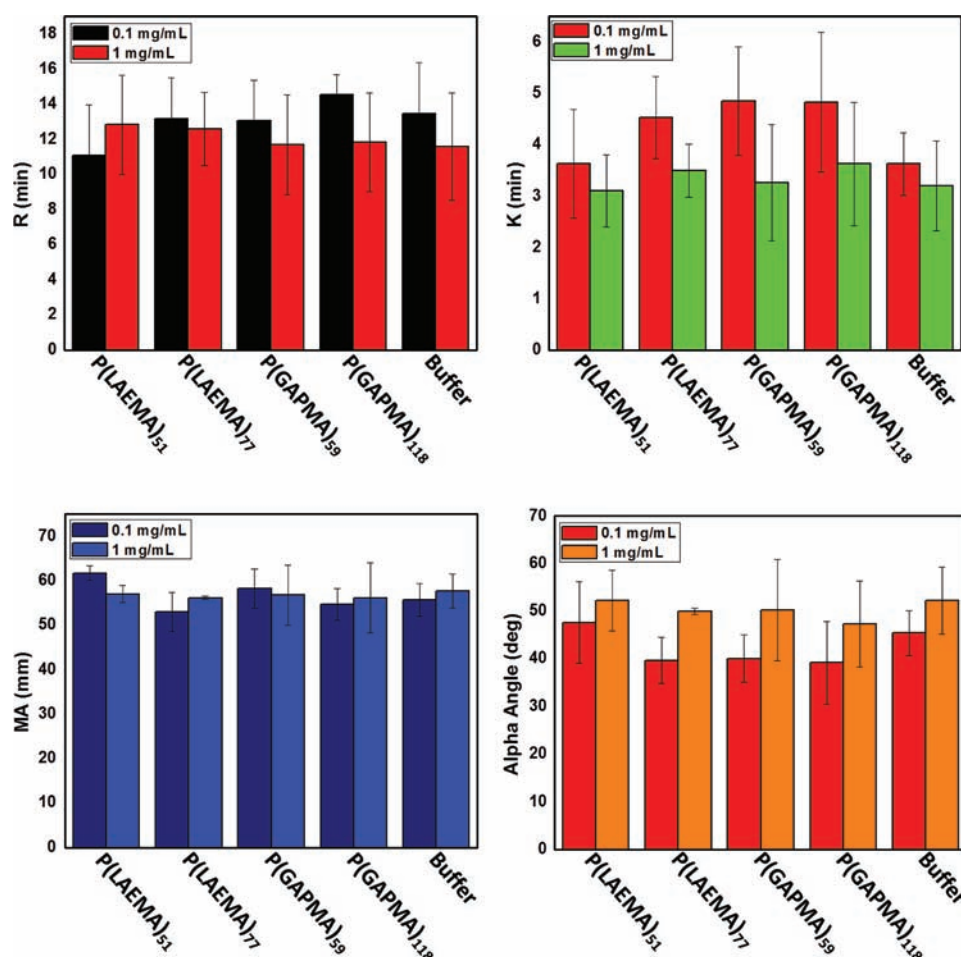 0.1 mg/mL
1 mg/mL
R (min)
18
16
14
12
10
8
6
4
2
0
P(LAEMA)₅₁
P(LAEMA)₇₇
P(GAPMA)₅₉
P(GAPMA)₁₁₈
Buffer
0.1 mg/mL
1 mg/mL
K (min)
6
5
4
3
2
1
0
P(LAEMA)₅₁
P(LAEMA)₇₇
P(GAPMA)₅₉
P(GAPMA)₁₁₈
Buffer
0.1 mg/mL
1 mg/mL
MA (mm)
70
60
50
40
30
20
10
0
P(LAEMA)₅₁
P(LAEMA)₇₇
P(GAPMA)₅₉
P(GAPMA)₁₁₈
Buffer
0.1 mg/mL
1 mg/mL
Alpha Angle (deg)
70
60
50
40
30
20
10
0
P(LAEMA)₅₁
P(LAEMA)₇₇
P(GAPMA)₅₉
P(GAPMA)₁₁₈
Buffer